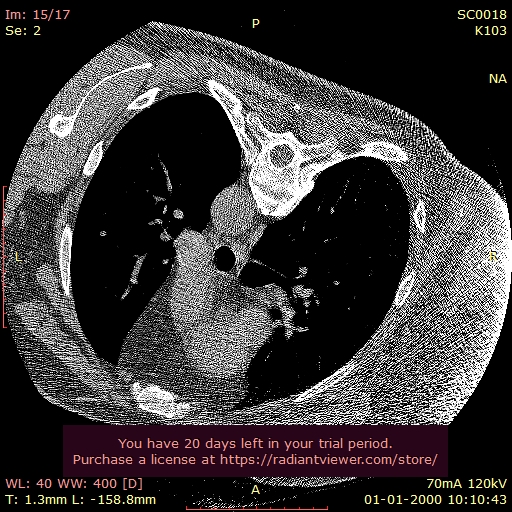 Im: 15/17
Se: 2
P
SC0018
K103
NA
L
R
You have 20 days left in your trial period.
Purchase a license at https://radiantviewer.com/store/
WL: 40 WW: 400 [D]
T: 1.3mm L: -158.8mm
A
70mA 120kV
01-01-2000 10:10:43